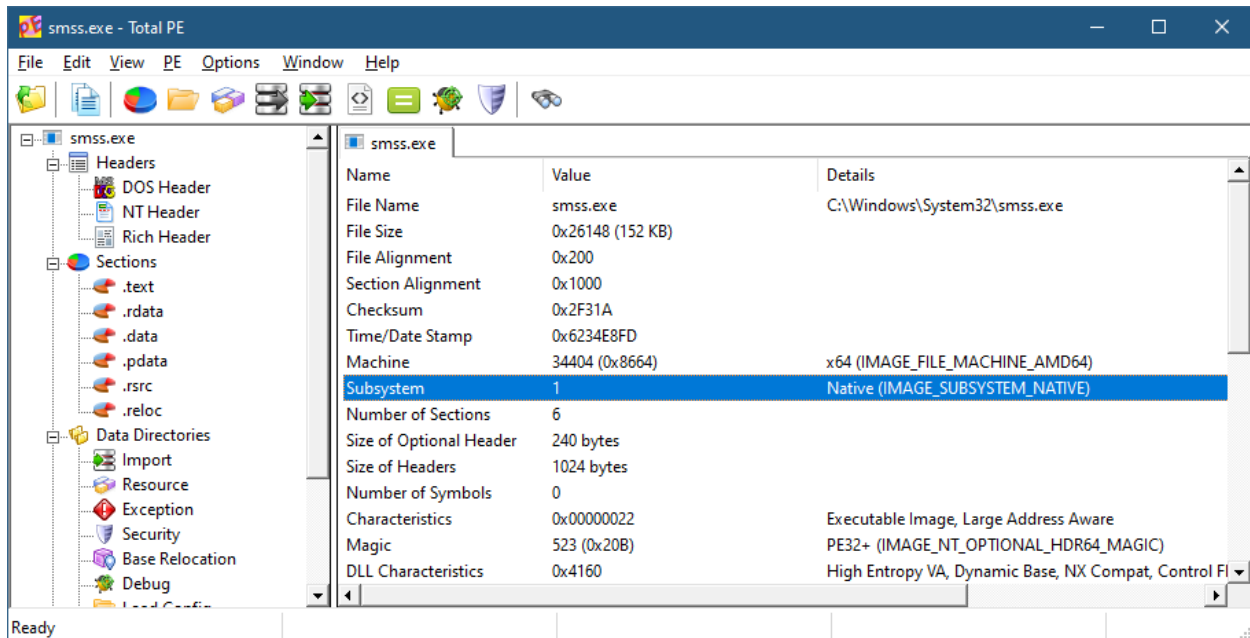 smss.exe - Total PE
File Edit View PE Options Window Help
smss.exe
Headers
DOS Header
NT Header
Rich Header
Sections
.text
.rdata
.data
.pdata
.rsrc
.reloc
Data Directories
Import
Resource
Exception
Security
Base Relocation
Debug
Load Config
smss.exe
Name Value Details
File Name smss.exe C:\Windows\System32\smss.exe
File Size 0x26148 (152 KB)
File Alignment 0x200
Section Alignment 0x1000
Checksum 0x2F31A
Time/Date Stamp 0x6234E8FD
Machine 34404 (0x8664) x64 (IMAGE_FILE_MACHINE_AMD64)
Subsystem 1 Native (IMAGE_SUBSYSTEM_NATIVE)
Number of Sections 6
Size of Optional Header 240 bytes
Size of Headers 1024 bytes
Number of Symbols 0
Characteristics 0x00000022 Executable Image, Large Address Aware
Magic 523 (0x20B) PE32+ (IMAGE_NT_OPTIONAL_HDR64_MAGIC)
DLL Characteristics 0x4160 High Entropy VA, Dynamic Base, NX Compat, Control Fl
Ready